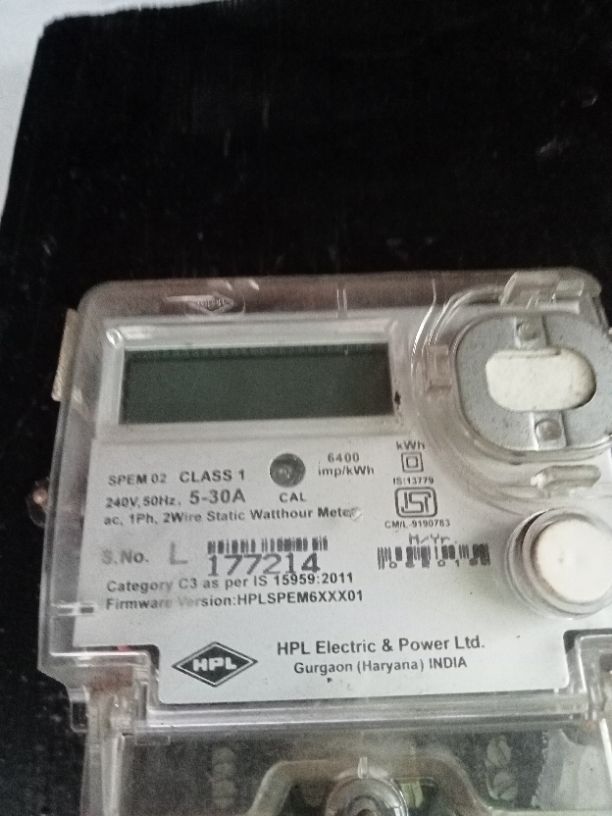 6400
imp/kWh
kWh
IS:13779
SPEM 02 CLASS 1
240V, 50Hz, 5-30A
CAL
ac, 1Ph, 2Wire Static Watthour Meter
CM/L-9190783
S.No. L 177214
M/Yr.
Category C3 as per IS 15959:2011
Firmware Version:HPLSPEM6XXX01
HPL
HPL Electric & Power Ltd.
Gurgaon (Haryana) INDIA